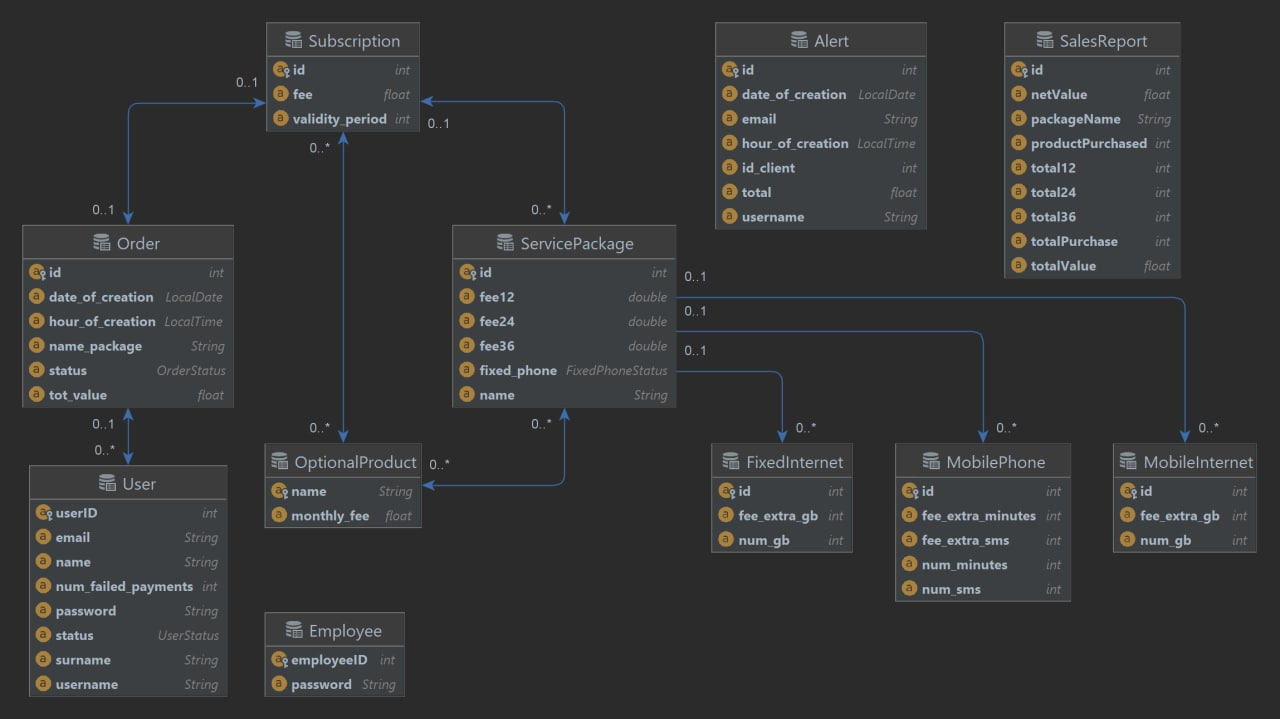 Subscription
id int
fee float
validity_period int
Alert
id int
date_of_creation LocalDate
email String
hour_of_creation LocalTime
id_client int
total float
username String
SalesReport
id int
netValue float
packageName String
productPurchased int
total12 int
total24 int
total36 int
totalPurchase int
totalValue float
0..1
0..1
0..*
0..1
0..*
Order
id int
date_of_creation LocalDate
hour_of_creation LocalTime
name_package String
status OrderStatus
tot_value float
ServicePackage
id int
fee12 double
fee24 double
fee36 double
fixed_phone FixedPhoneStatus
name String
0..1
0..1
0..1
0..1
0..*
0..*
0..*
0..*
0..*
0..*
0..*
User
userID int
email String
name String
num_failed_payments int
password String
status UserStatus
surname String
username String
OptionalProduct
name String
monthly_fee float
FixedInternet
id int
fee_extra_gb int
num_gb int
MobilePhone
id int
fee_extra_minutes int
fee_extra_sms int
num_minutes int
num_sms int
MobileInternet
id int
fee_extra_gb int
num_gb int
Employee
employeeID int
password String